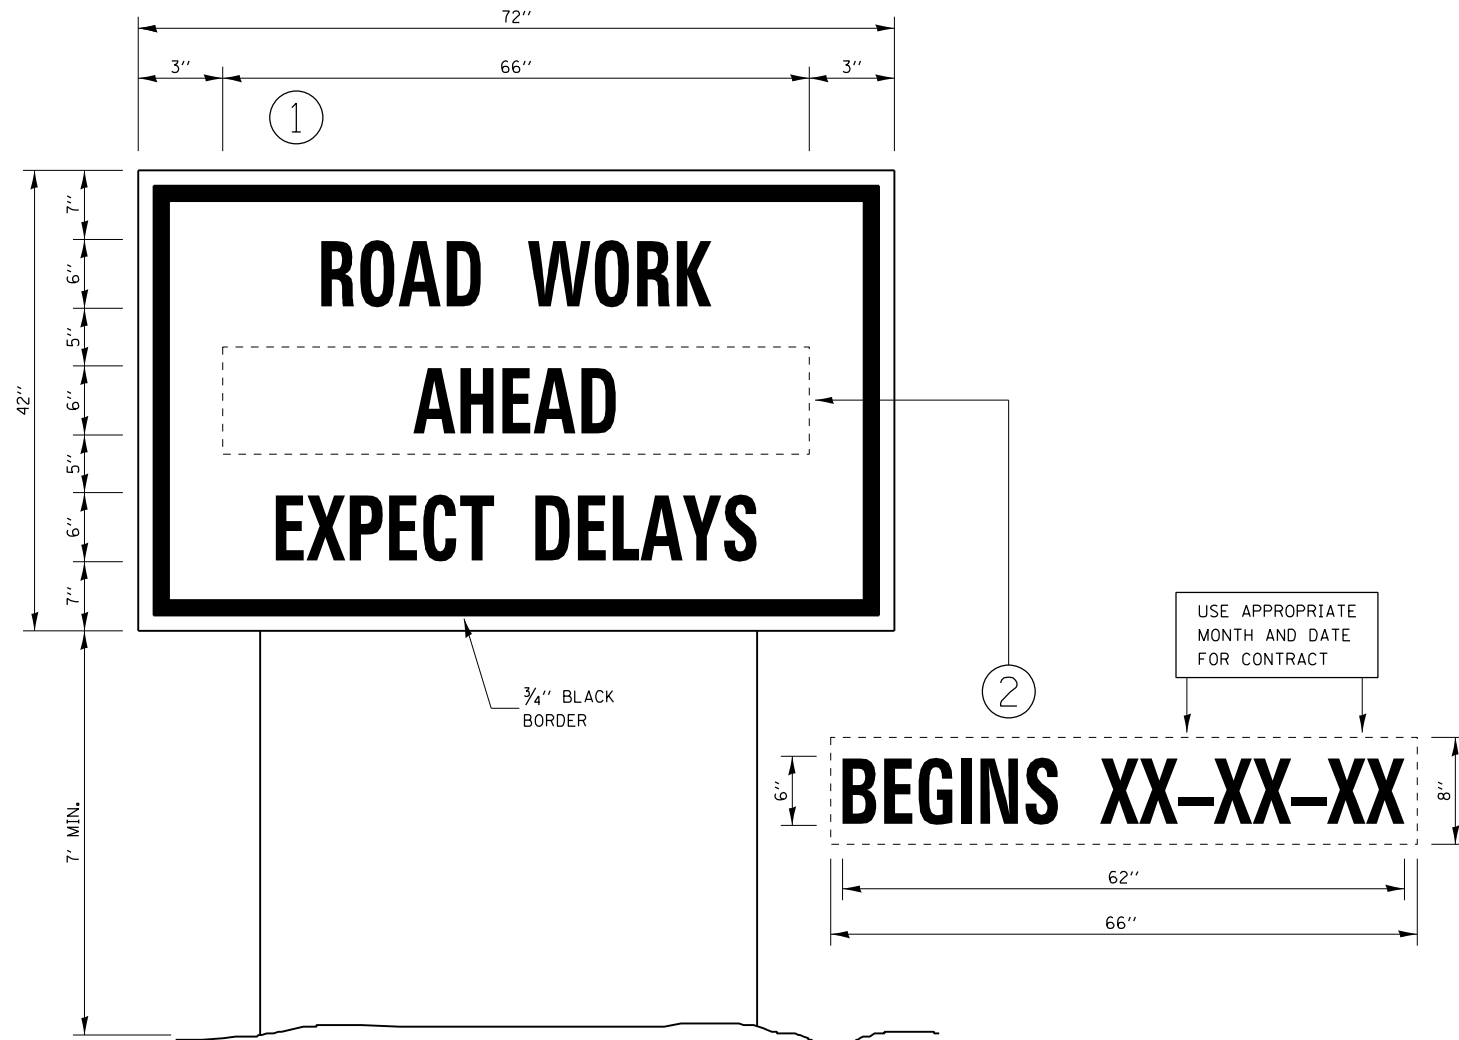 72''
3'' 66'' 3''
1
7''
6''
5''
6''
5''
6''
7''
42''
ROAD WORK
AHEAD
EXPECT DELAYS
3/4'' BLACK
BORDER
7' MIN.
2
USE APPROPRIATE
MONTH AND DATE
FOR CONTRACT
BEGINS XX-XX-XX
6''
8''
62''
66''